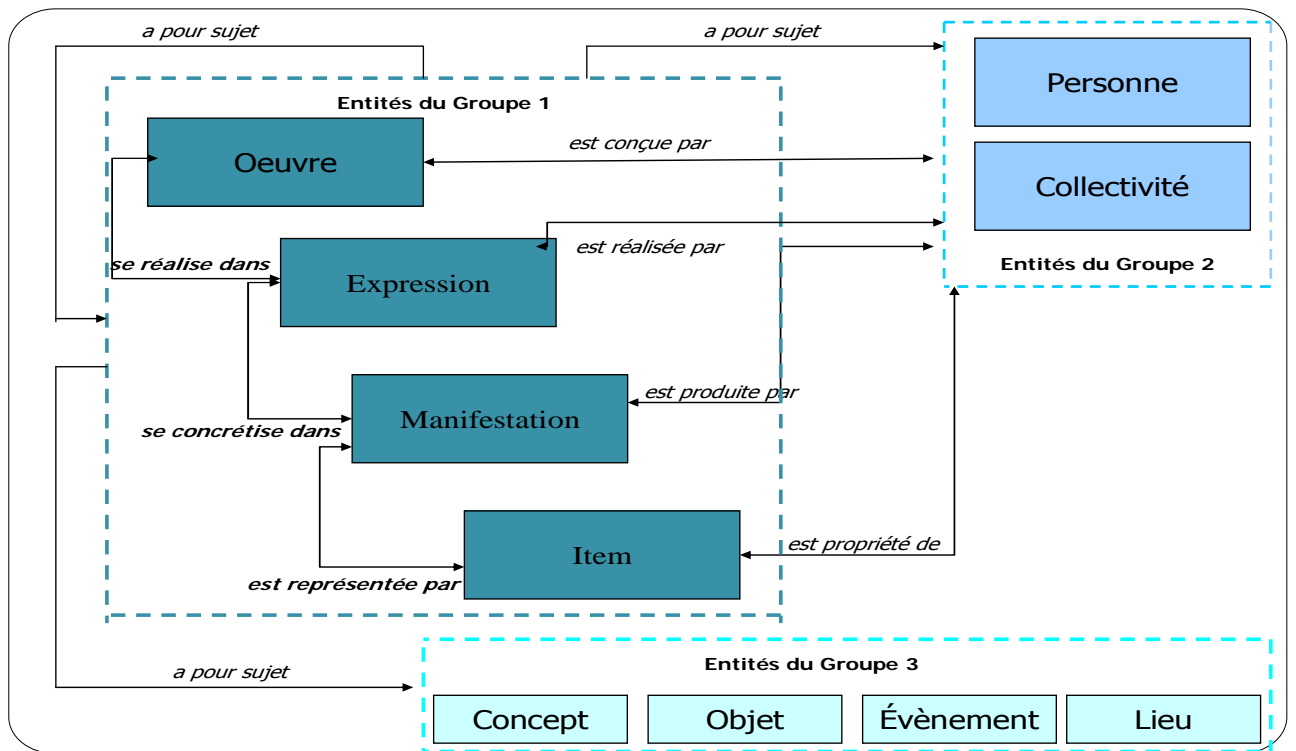 a pour sujet
a pour sujet
Entités du Groupe 1
Personne
Oeuvre
est conçue par
Collectivité
est réalisée par
se réalise dans
Expression
Entités du Groupe 2
est produite par
Manifestation
se concrétise dans
Item
est propriété de
est représentée par
a pour sujet
Entités du Groupe 3
Concept
Objet
Évènement
Lieu